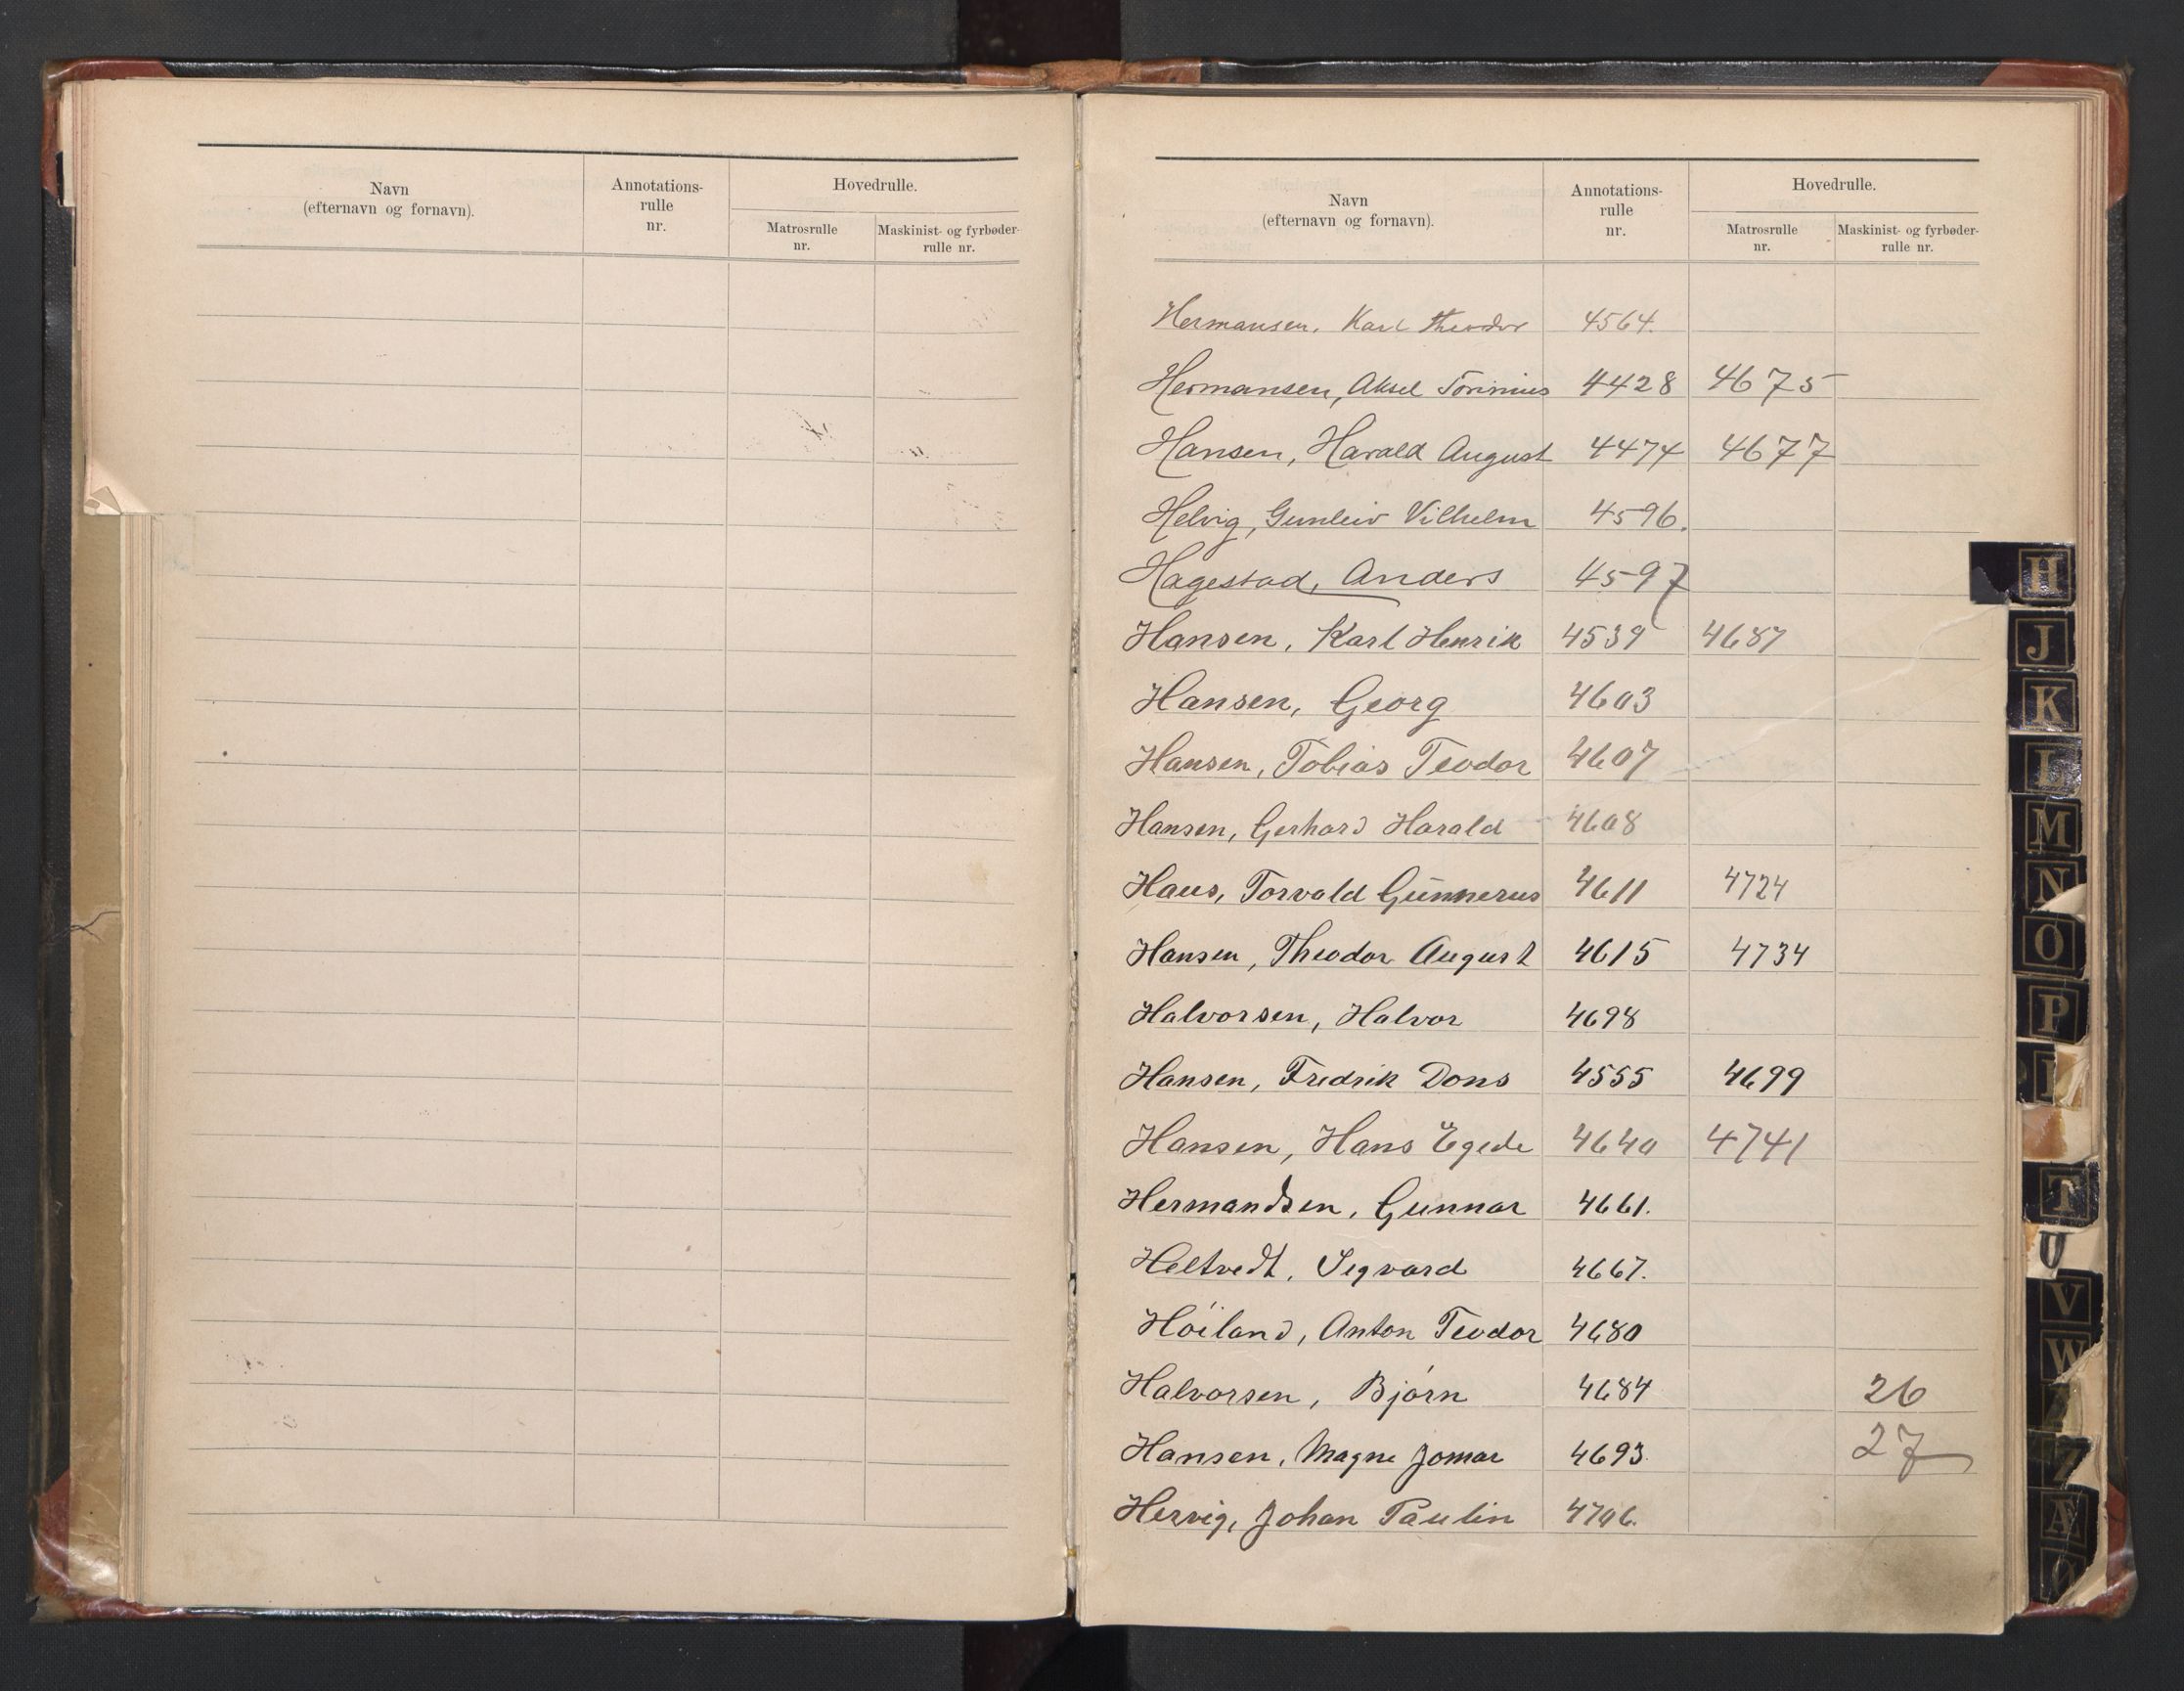 Navn
(efternavn og fornavn).
Annotations-
rulle
nr.
Hovedrulle.
Matrosrulle
nr.
Maskinist- og fyrbøder-
rulle nr.
Navn
(efternavn og fornavn).
Annotations-
rulle
nr.
Hovedrulle.
Matrosrulle
nr.
Maskinist- og fyrbøder-
rulle nr.
Hermansen, Karl Theodor 4564.
Hermansen, Aksel 4428 4675
Hansen, Harald August 4474 4677
Helvig, Gunleiv Vilhelm 4596.
Hagestad, Anders 4597
Hansen, Karl Henrik 4539 4687
Hansen, Georg 4603
Hansen, Tobias Teodor 4607
Hansen, Gerhard Harald 4608
Haus, Torvald Gunnerus 4611 4724
Hansen, Theodor August 4615 4734
Halvorsen, Halvor 4698
Hansen, Fredrik Dons 4555 4699
Hansen, Hans Egede 4640 4741
Hermandsen, Gunnar 4661.
Heltvedt, Sigvard 4667.
Höiland, Anton Teodor 4680
Halvorsen, Bjørn 4684 26
Hansen, Magne Jomar 4693 27
Hervig, Johan Paulin 4706.
H
J
K
L
M
N
O
P
T
U
V
W
Æ